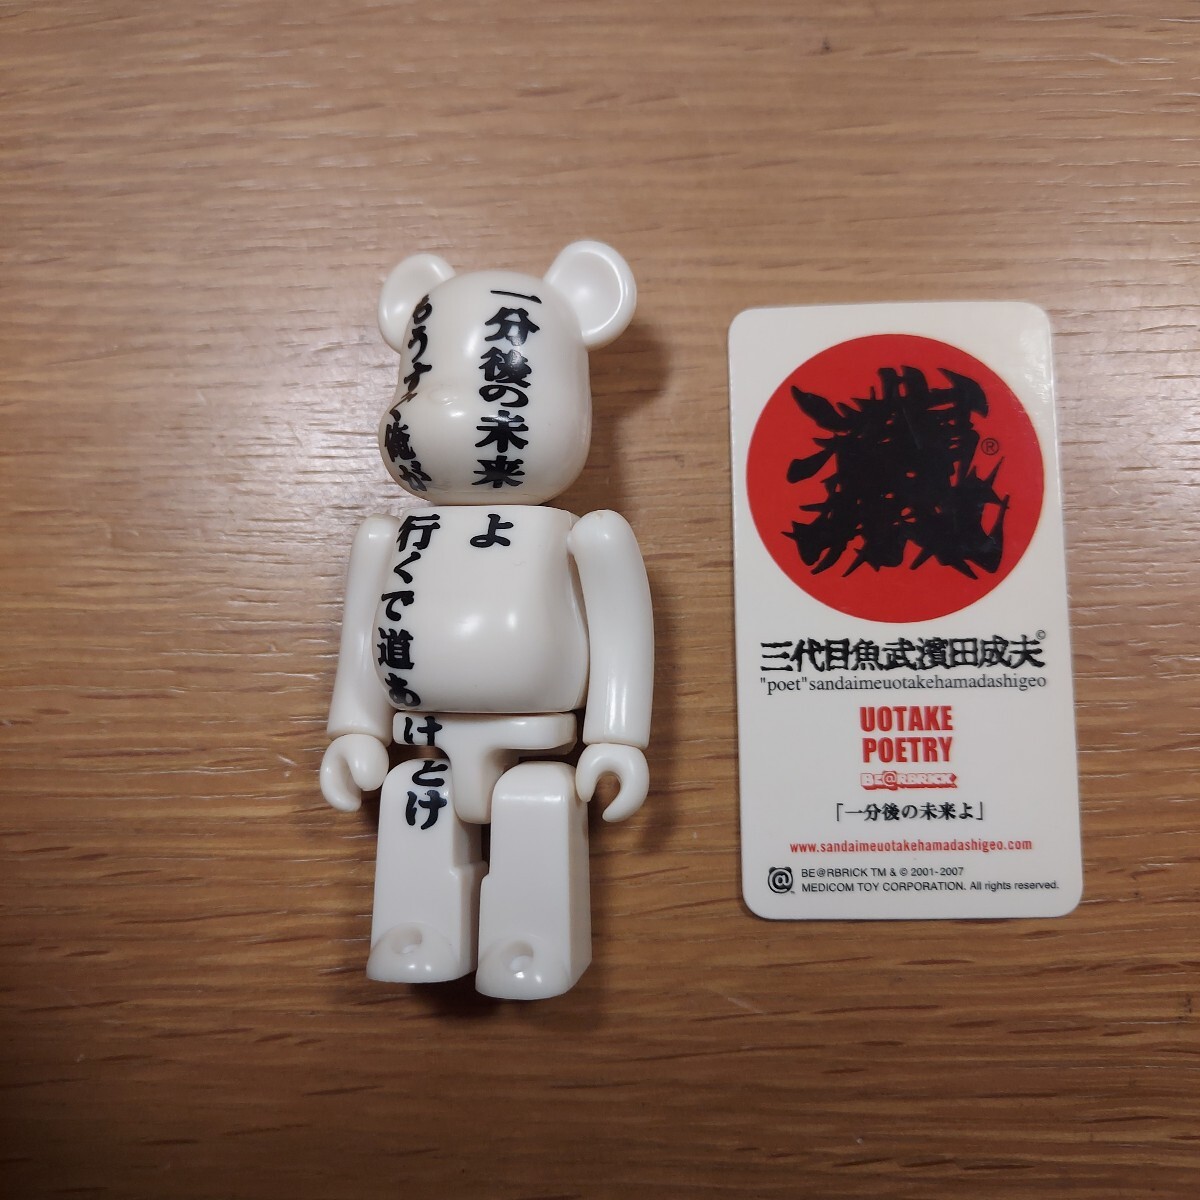 一分後の未来よ
もうすぐ俺が行くで道あけとけ
®
三代目魚武濱田成夫©
"poet"sandaimeuotakehamadashigeo
UOTAKE
POETRY
BE@RBRICK
「一分後の未来よ」
www.sandaimeuotakehamadashigeo.com
BE@RBRICK TM & © 2001-2007
MEDICOM TOY CORPORATION. All rights reserved.